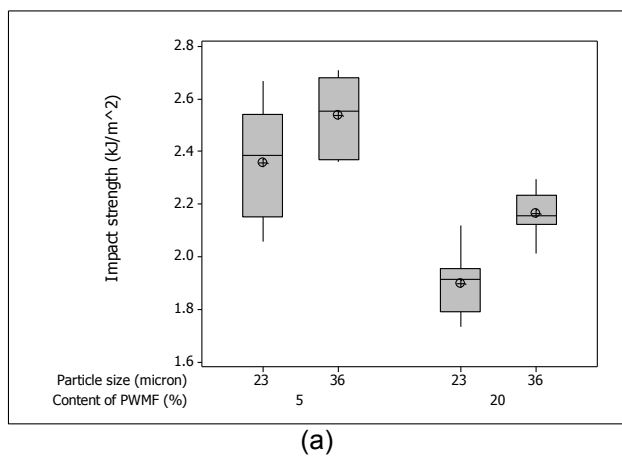 2.8
2.6
2.4
2.2
2.0
1.8
1.6
Impact strength (kJ/m^2)
Particle size (micron) 23 36 23 36
Content of PWMF (%) 5 20
(a)